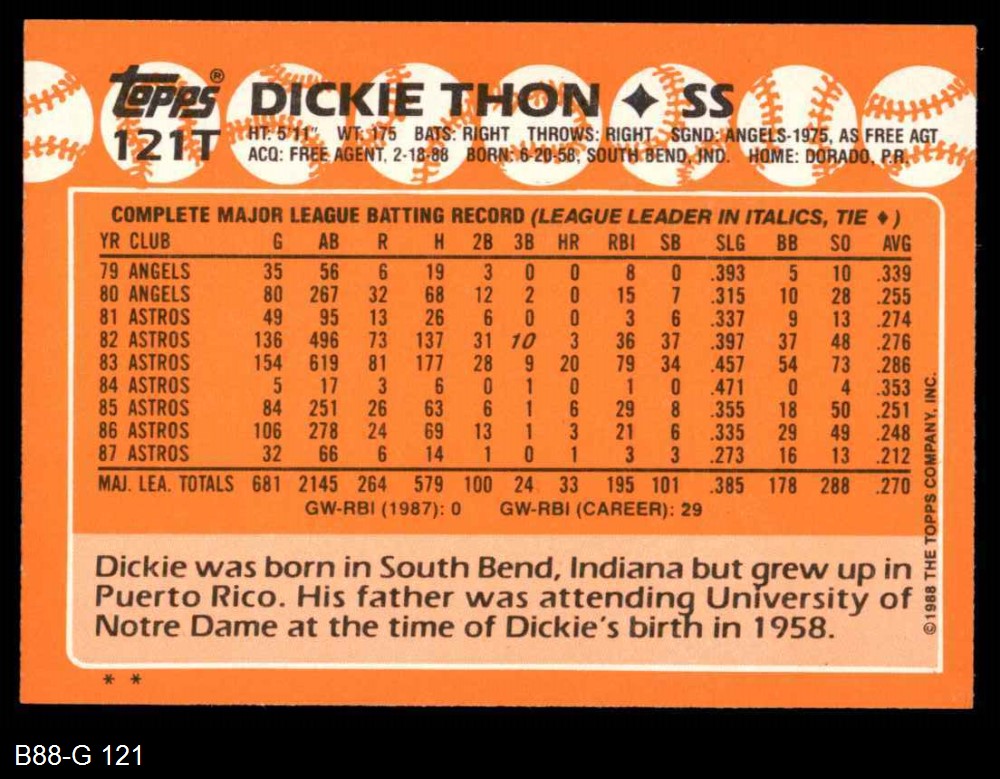 topps® DICKIE THON ✦ SS
121T HT: 5'11" WT: 175 BATS: RIGHT THROWS: RIGHT SGND: ANGELS-1975, AS FREE AGT.
ACQ: FREE AGENT, 2-18-88 BORN: 6-20-58, SOUTH BEND, IND. HOME: DORADO, P.R.
COMPLETE MAJOR LEAGUE BATTING RECORD (LEAGUE LEADER IN ITALICS, TIE ♦)
YR CLUB G AB R H 2B 3B HR RBI SB SLG BB SO AVG
79 ANGELS 35 56 6 19 3 0 0 8 0 .393 5 10 .339
80 ANGELS 80 267 32 68 12 2 0 15 7 .315 10 28 .255
81 ASTROS 49 95 13 26 6 0 0 3 6 .337 9 13 .274
82 ASTROS 136 496 73 137 31 10 3 36 37 .397 37 48 .276
83 ASTROS 154 619 81 177 28 9 20 79 34 .457 54 73 .286
84 ASTROS 5 17 3 6 0 1 0 1 0 .471 0 4 .353
85 ASTROS 84 251 26 63 6 1 6 29 8 .355 18 50 .251
86 ASTROS 106 278 24 69 13 1 3 21 6 .335 29 49 .248
87 ASTROS 32 66 6 14 1 0 1 3 3 .273 16 13 .212
MAJ. LEA. TOTALS 681 2145 264 579 100 24 33 195 101 .385 178 288 .270
GW-RBI (1987): 0 GW-RBI (CAREER): 29
Dickie was born in South Bend, Indiana but grew up in
Puerto Rico. His father was attending University of
Notre Dame at the time of Dickie's birth in 1958.
©1988 THE TOPPS COMPANY, INC.
* *
B88-G 121